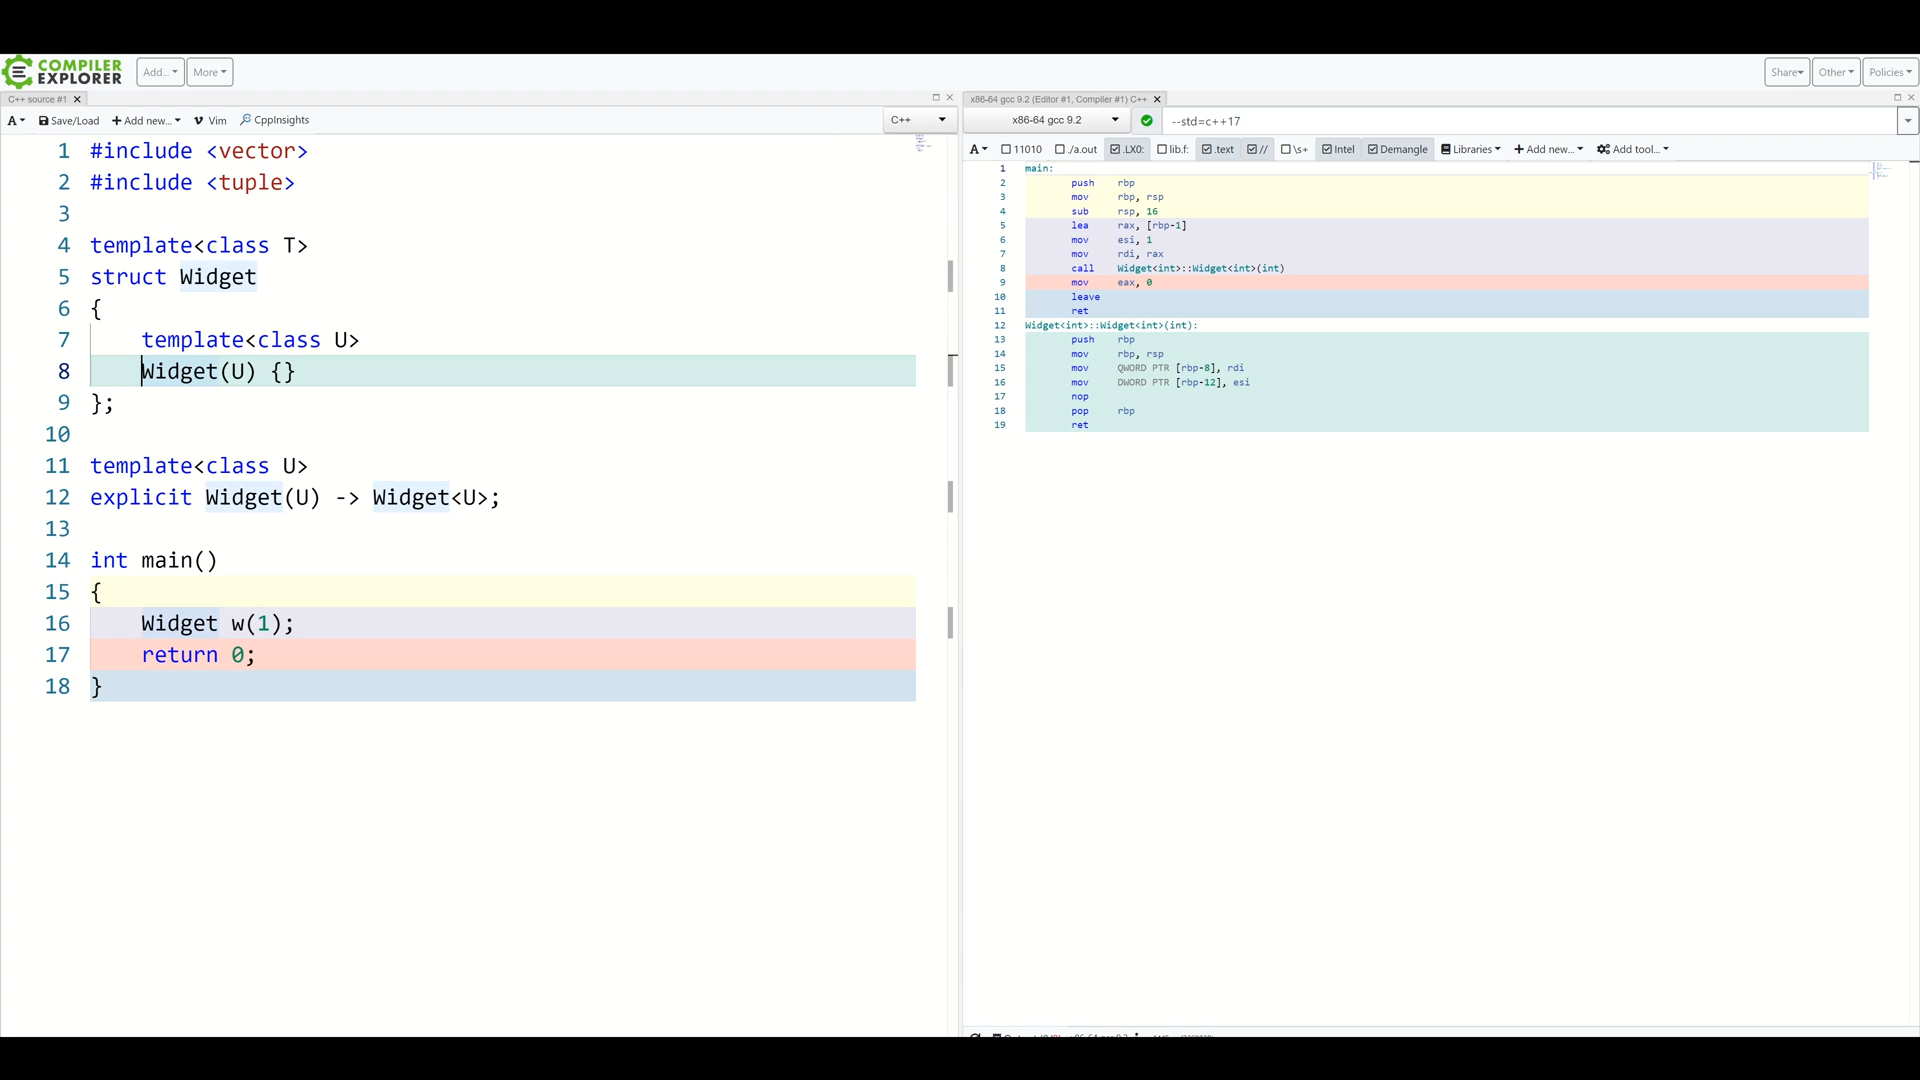 COMPILER
EXPLORER
Add...
More
Share
Other
Policies
C++ source #1
A
Save/Load
Add new...
Vim
CppInsights
C++
1 #include <vector>
2 #include <tuple>
3
4 template<class T>
5 struct Widget
6 {
7 template<class U>
8 Widget(U) {}
9 };
10
11 template<class U>
12 explicit Widget(U) -> Widget<U>;
13
14 int main()
15 {
16 Widget w(1);
17 return 0;
18 }
x86-64 gcc 9.2 (Editor #1, Compiler #1) C++
x86-64 gcc 9.2
--std=c++17
A
11010
./a.out
.LX0:
lib.f:
.text
//
\s+
Intel
Demangle
Libraries
Add new...
Add tool...
1 main:
2 push rbp
3 mov rbp, rsp
4 sub rsp, 16
5 lea rax, [rbp-1]
6 mov esi, 1
7 mov rdi, rax
8 call Widget<int>::Widget<int>(int)
9 mov eax, 0
10 leave
11 ret
12 Widget<int>::Widget<int>(int):
13 push rbp
14 mov rbp, rsp
15 mov QWORD PTR [rbp-8], rdi
16 mov DWORD PTR [rbp-12], esi
17 nop
18 pop rbp
19 ret